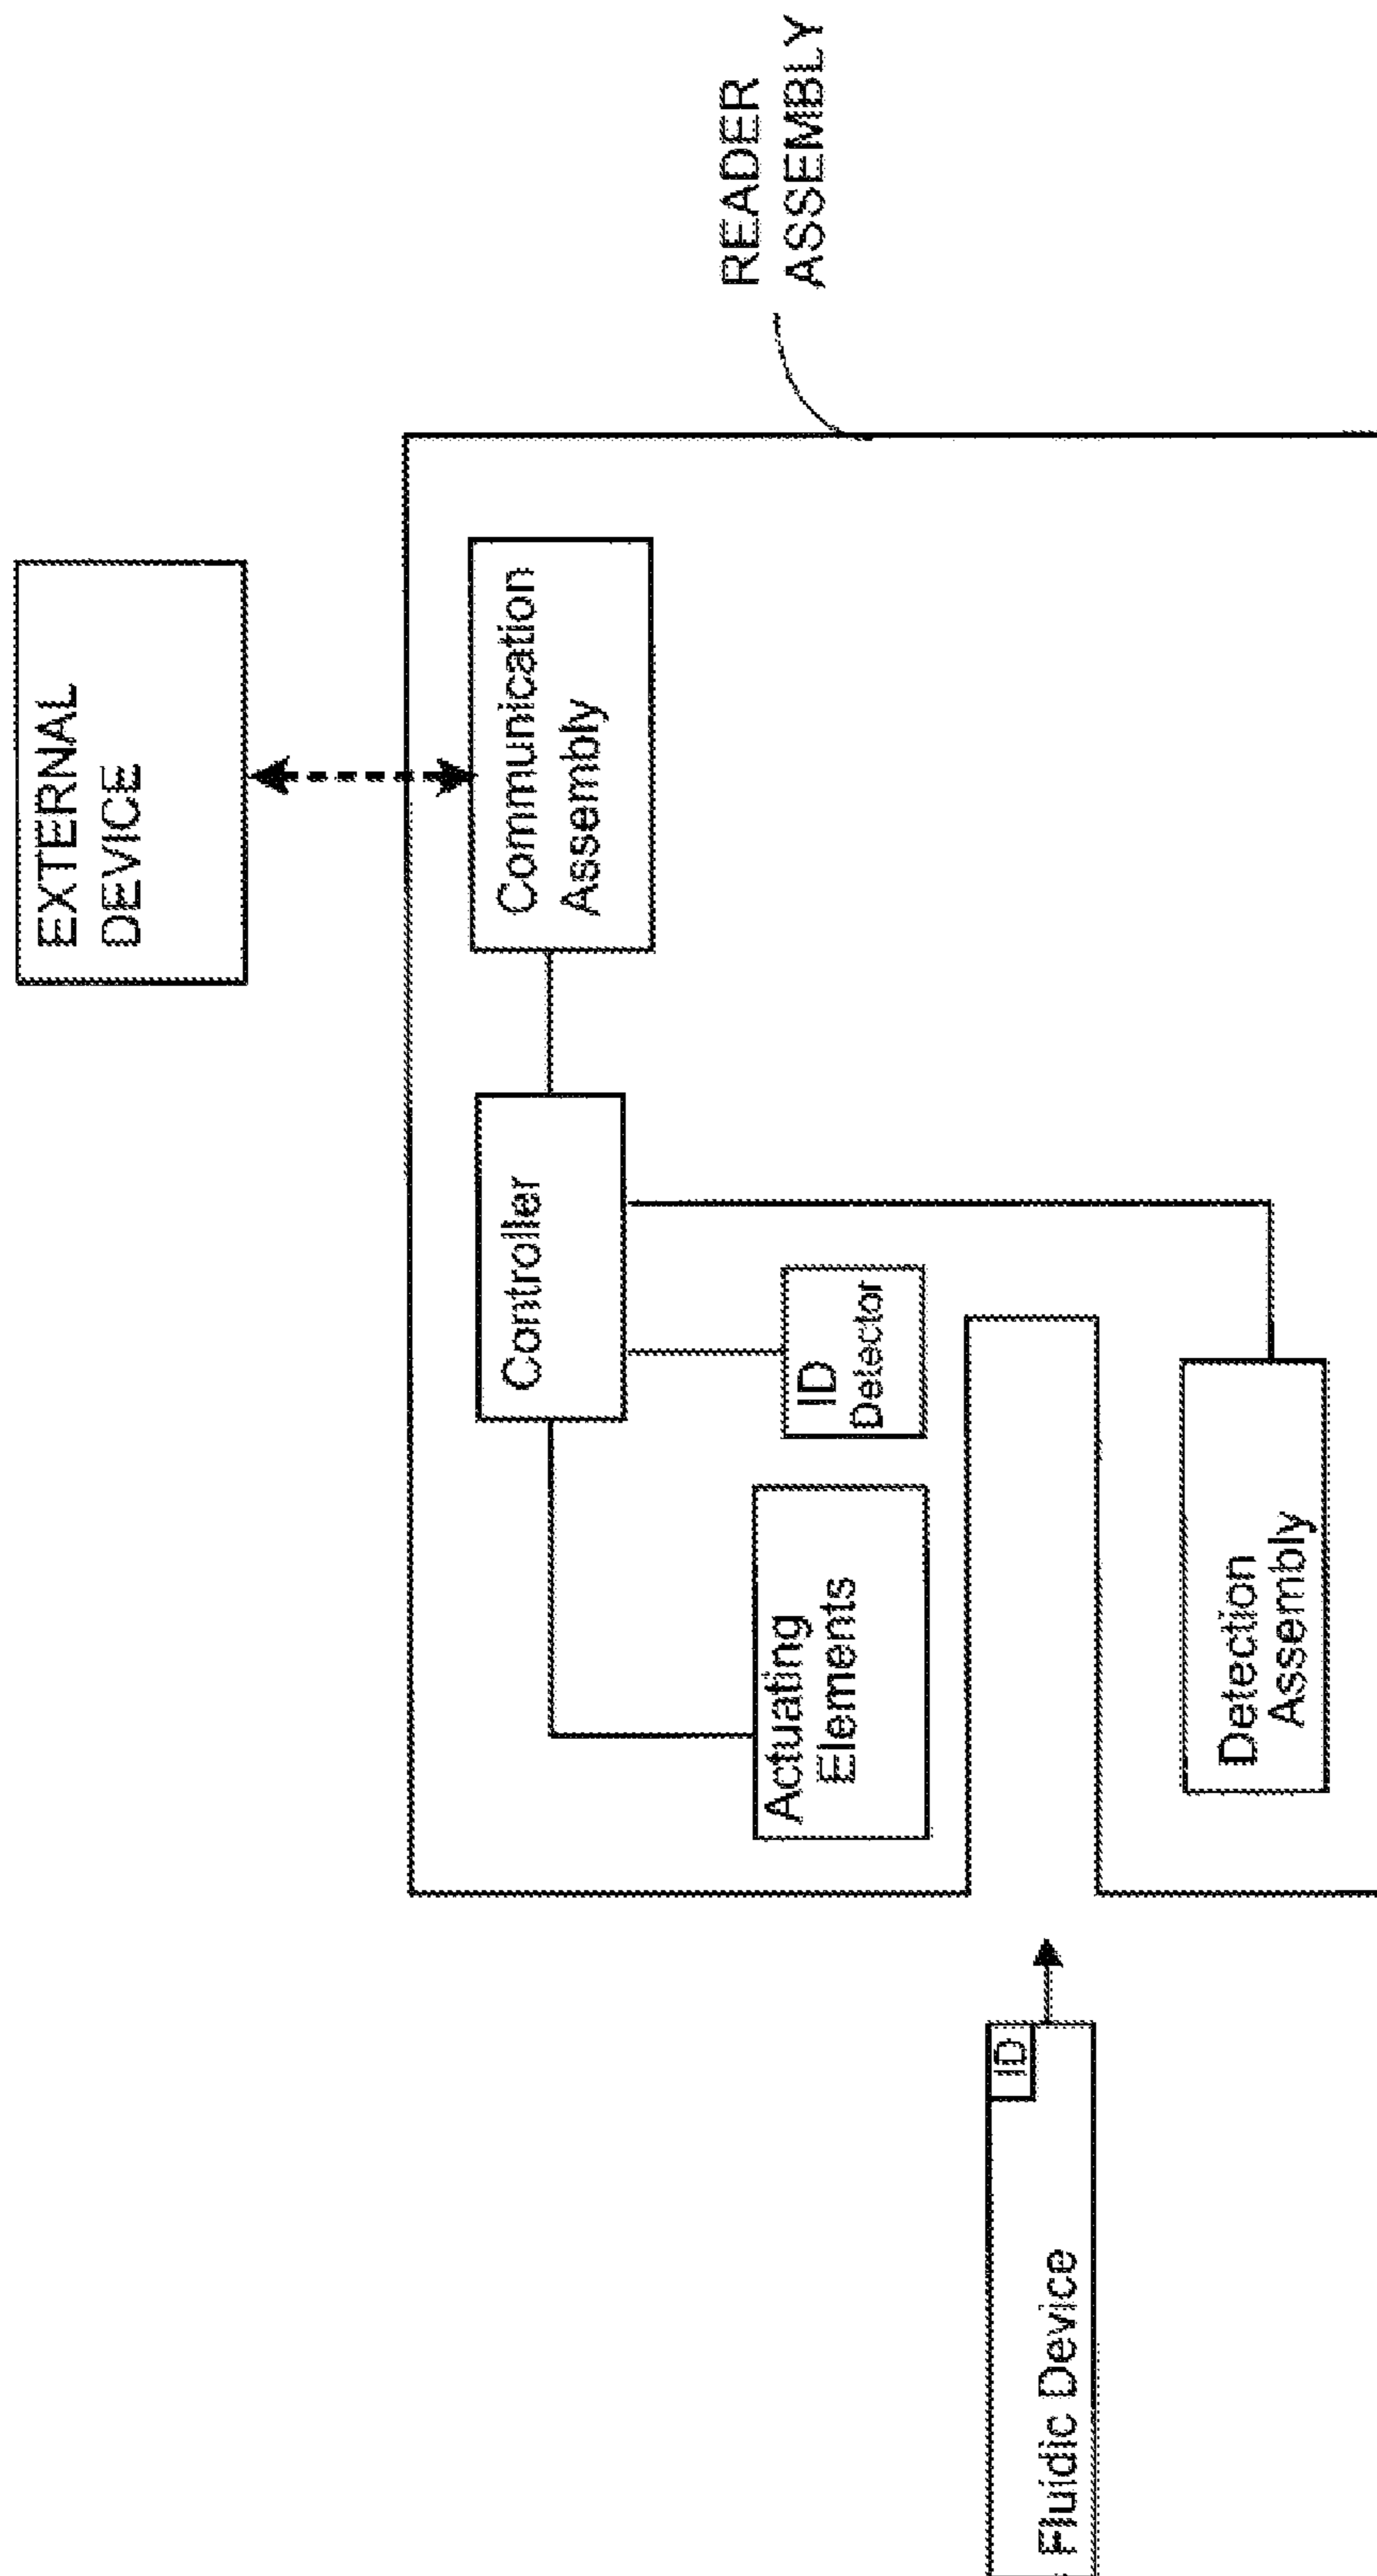 EXTERNAL
DEVICE
READER
ASSEMBLY
Communication
Assembly
Controller
ID
Detector
Actuating
Elements
Detection
Assembly
ID
Fluidic Device